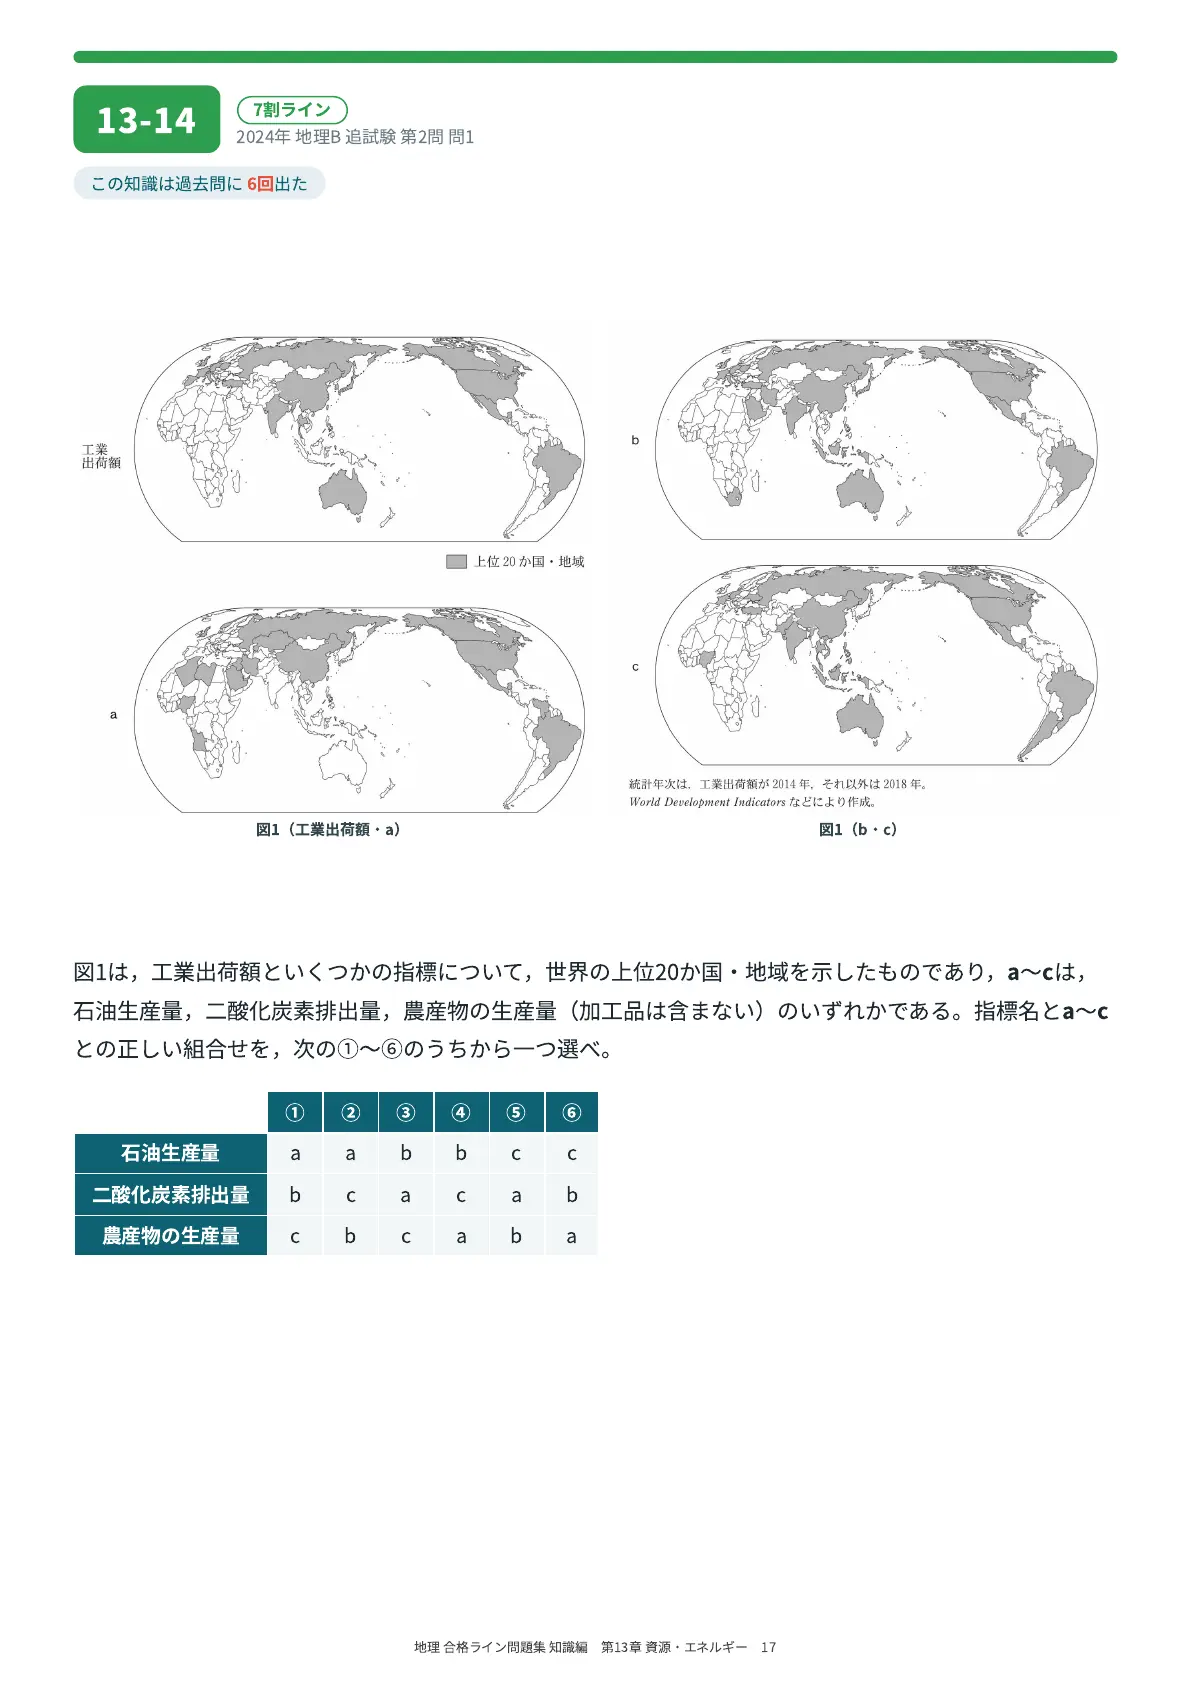 13-14
7割ライン
2024年 地理B 追試験 第2問 問1
この知識は過去問に 6回出た
工業
出荷額
上位 20 か国・地域
a
b
c
統計年次は，工業出荷額が 2014 年，それ以外は 2018 年。
World Development Indicators などにより作成。
図1（工業出荷額・a）
図1（b・c）
図1は，工業出荷額といくつかの指標について，世界の上位20か国・地域を示したものであり，a～cは，
石油生産量，二酸化炭素排出量，農産物の生産量（加工品は含まない）のいずれかである。指標名とa～c
との正しい組合せを，次の①～⑥のうちから一つ選べ。
① ② ③ ④ ⑤ ⑥
石油生産量 a a b b c c
二酸化炭素排出量 b c a c a b
農産物の生産量 c b c a b a
地理 合格ライン問題集 知識編 第13章 資源・エネルギー 17